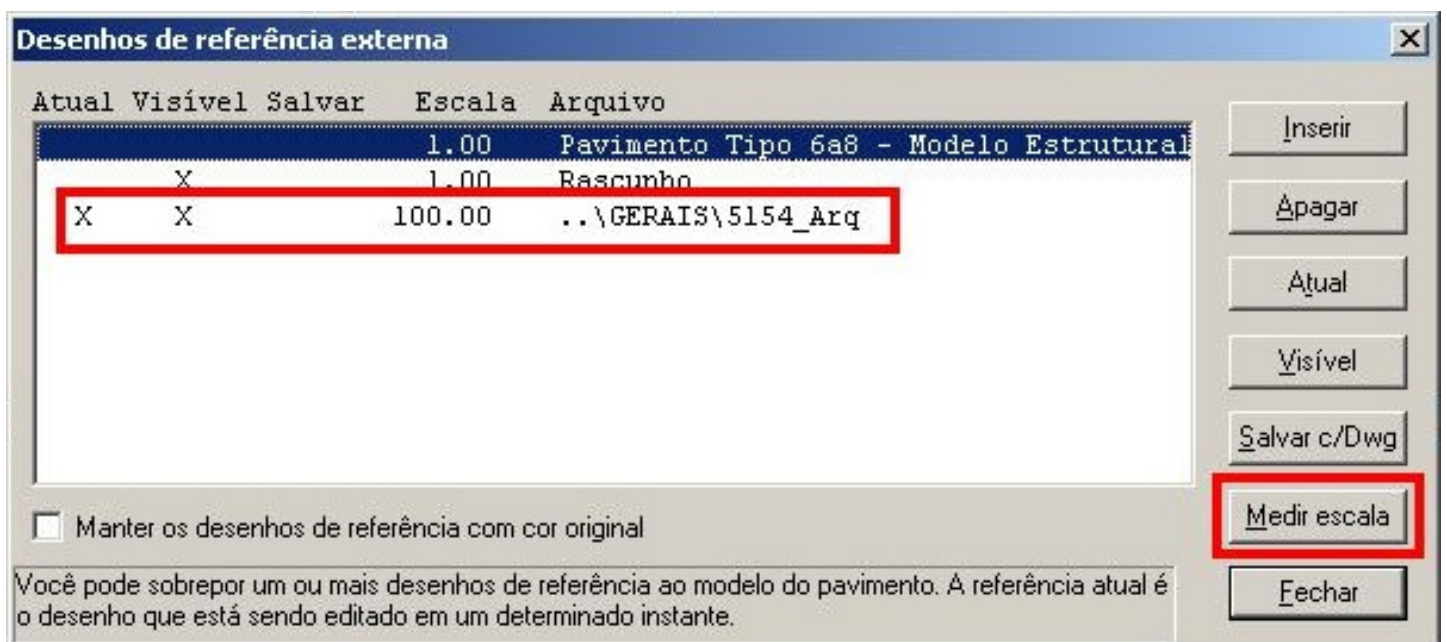 Desenhos de referência externa
Atual Visível Salvar Escala Arquivo
1.00 Pavimento Tipo 6a8 - Modelo Estrutural
X 1.00 Rascunho
X X 100.00 ..\GERAIS\5154_Arq
Inserir
Apagar
Atual
Visível
Salvar c/Dwg
Medir escala
Fechar
Manter os desenhos de referência com cor original
Você pode sobrepor um ou mais desenhos de referência ao modelo do pavimento. A referência atual é
o desenho que está sendo editado em um determinado instante.